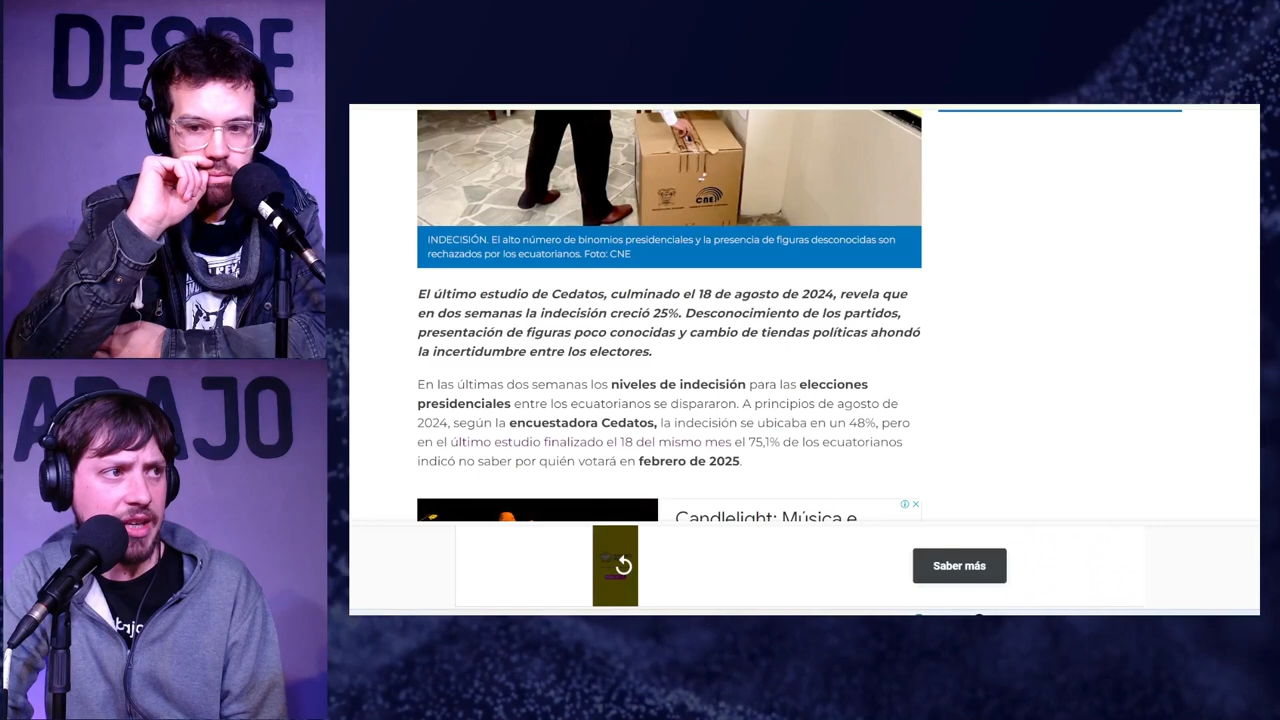 DESDE
ABAJO
CNE
INDECISIÓN. El alto número de binomios presidenciales y la presencia de figuras desconocidas son
rechazados por los ecuatorianos. Foto: CNE
El último estudio de Cedatos, culminado el 18 de agosto de 2024, revela que
en dos semanas la indecisión creció 25%. Desconocimiento de los partidos,
presentación de figuras poco conocidas y cambio de tiendas políticas ahondó
la incertidumbre entre los electores.
En las últimas dos semanas los niveles de indecisión para las elecciones
presidenciales entre los ecuatorianos se dispararon. A principios de agosto de
2024, según la encuestadora Cedatos, la indecisión se ubicaba en un 48%, pero
en el último estudio finalizado el 18 del mismo mes el 75,1% de los ecuatorianos
indicó no saber por quién votará en febrero de 2025.
Candlelight: Música e
Saber más